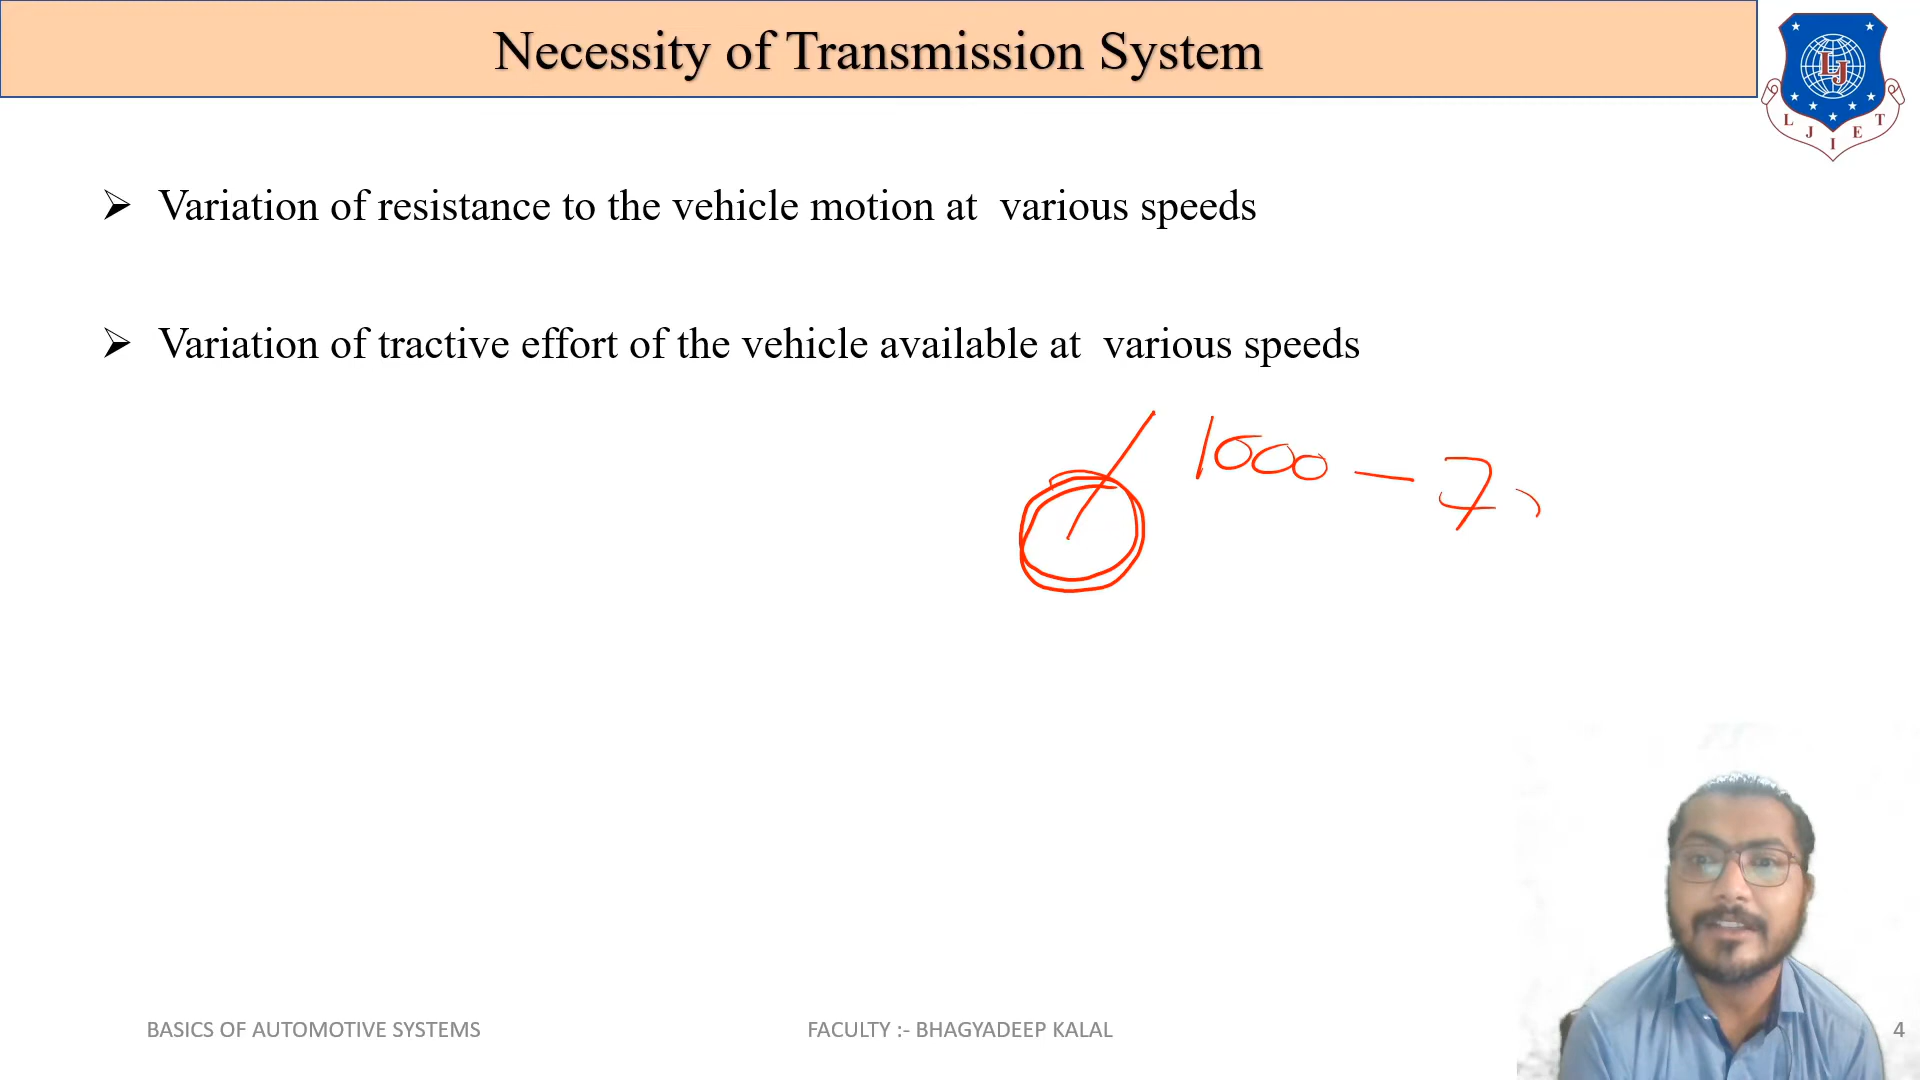 Necessity of Transmission System
LJ
L J I E T
➢ Variation of resistance to the vehicle motion at various speeds
➢ Variation of tractive effort of the vehicle available at various speeds
1000 - 7
BASICS OF AUTOMOTIVE SYSTEMS
FACULTY :- BHAGYADEEP KALAL
4